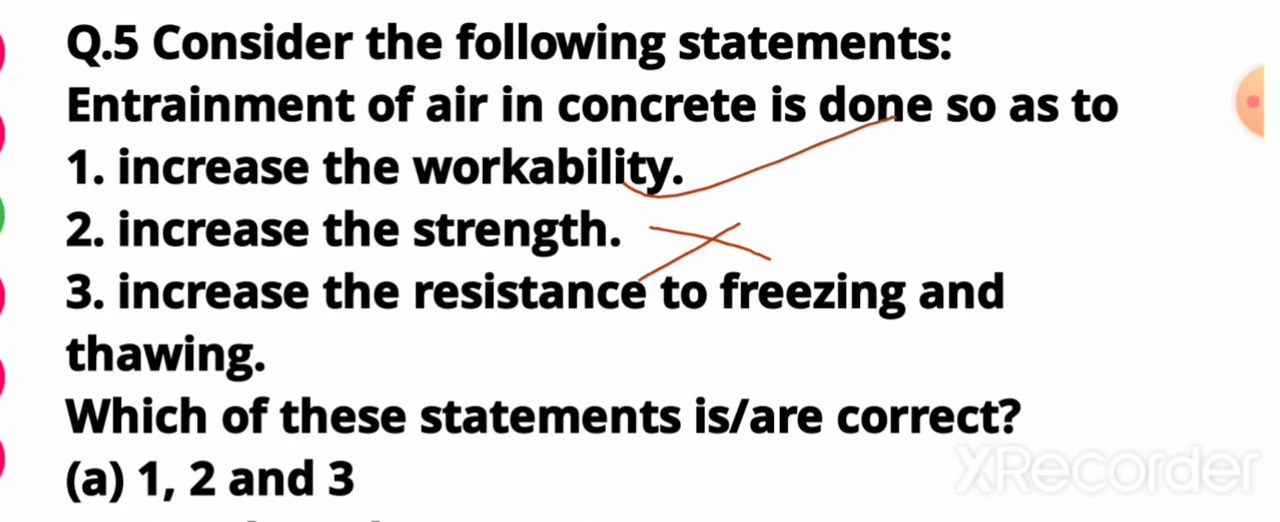 Q.5 Consider the following statements:
Entrainment of air in concrete is done so as to
1. increase the workability.
2. increase the strength.
3. increase the resistance to freezing and
thawing.
Which of these statements is/are correct?
(a) 1, 2 and 3
XRecorder